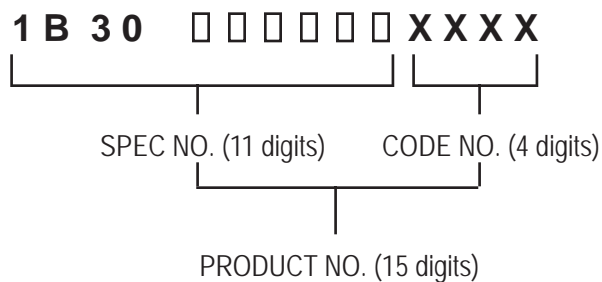 1 B 3 0 ▯ ▯ ▯ ▯ ▯ ▯ X X X X
SPEC NO. (11 digits) CODE NO. (4 digits)
PRODUCT NO. (15 digits)